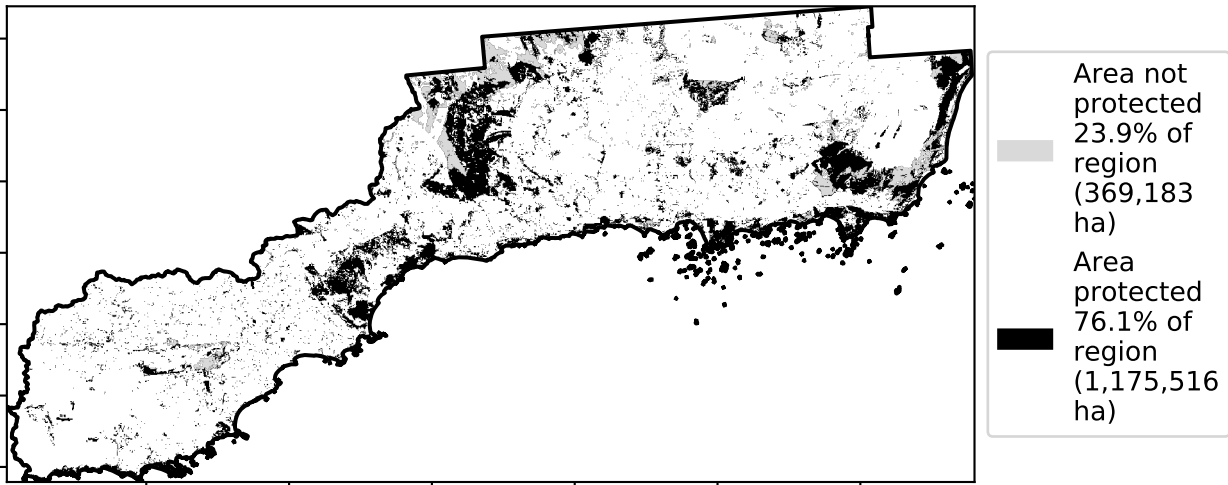 Area not
protected
23.9% of
region
(369,183
ha)
Area
protected
76.1% of
region
(1,175,516
ha)